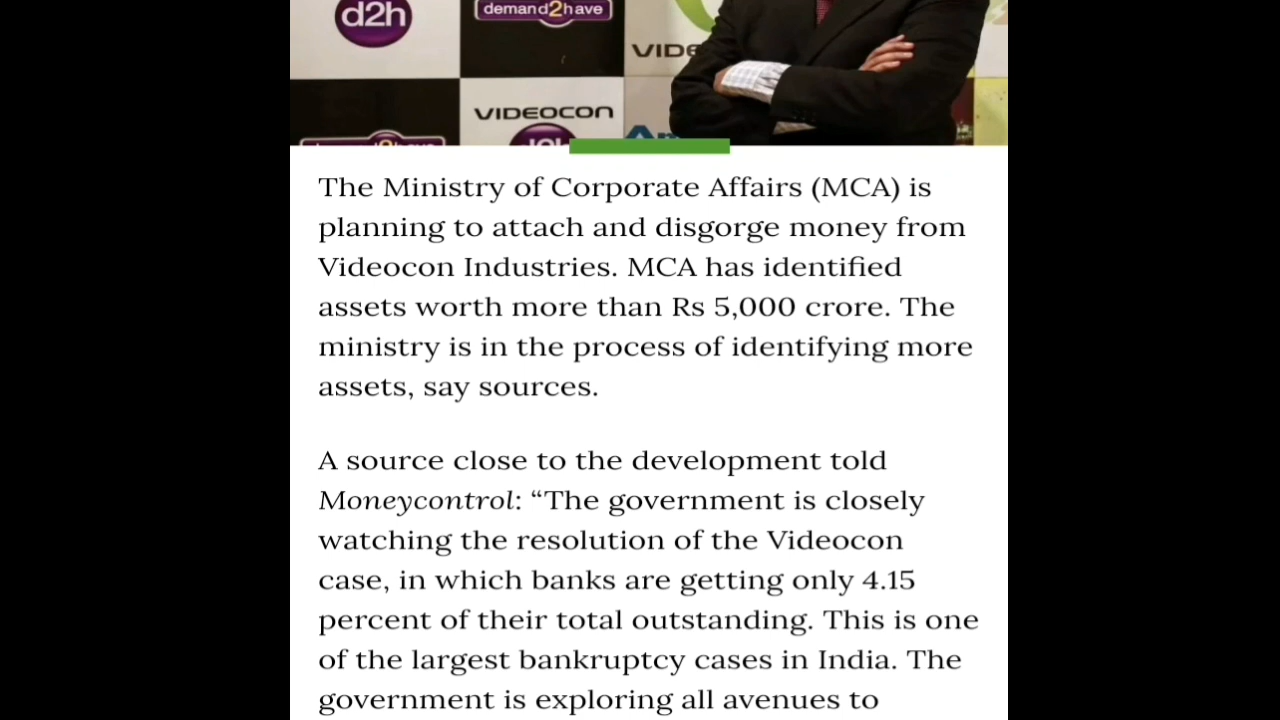 d2h
demand2have
VIDE
VIDEOCON
The Ministry of Corporate Affairs (MCA) is
planning to attach and disgorge money from
Videocon Industries. MCA has identified
assets worth more than Rs 5,000 crore. The
ministry is in the process of identifying more
assets, say sources.
A source close to the development told
Moneycontrol: “The government is closely
watching the resolution of the Videocon
case, in which banks are getting only 4.15
percent of their total outstanding. This is one
of the largest bankruptcy cases in India. The
government is exploring all avenues to